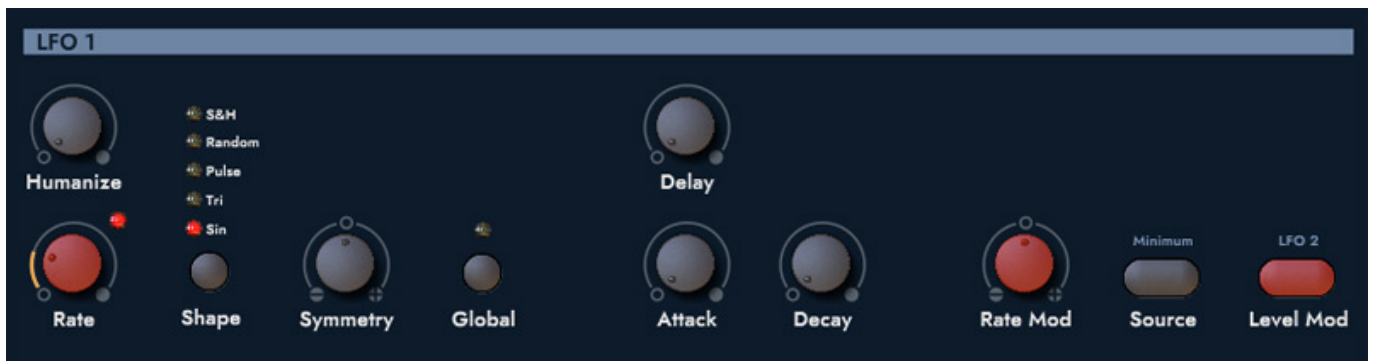 LFO 1
Humanize
S&H
Random
Pulse
Tri
Sin
Delay
Minimum
LFO 2
Rate
Shape
Symmetry
Global
Attack
Decay
Rate Mod
Source
Level Mod